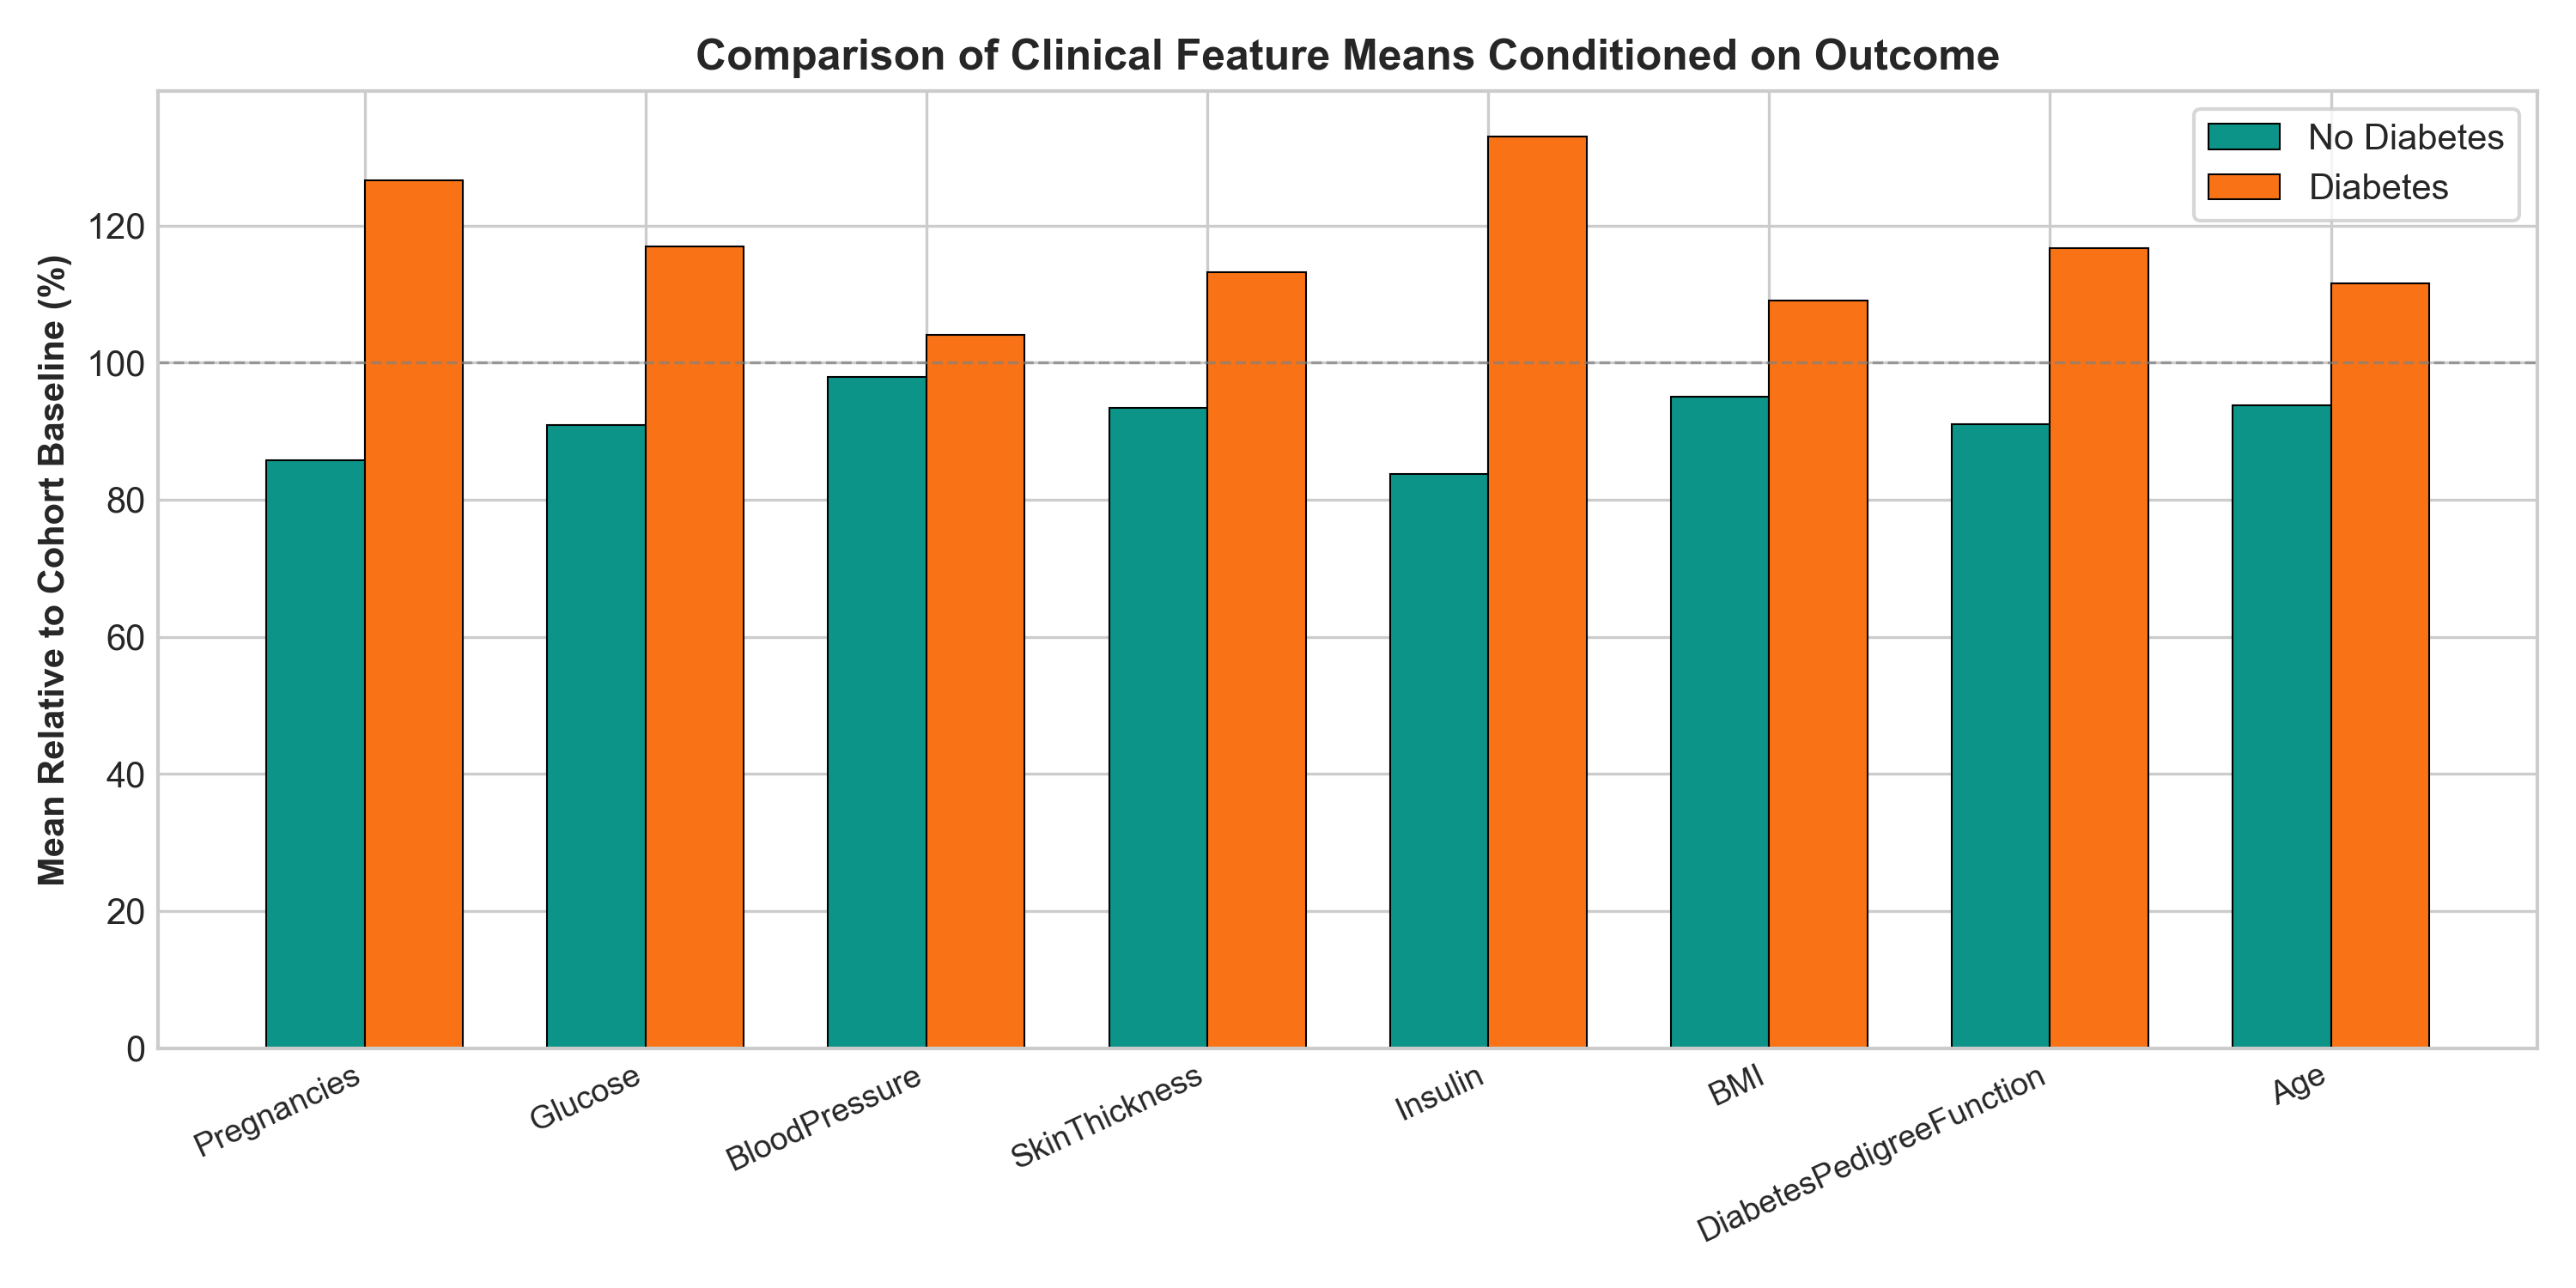 Comparison of Clinical Feature Means Conditioned on Outcome
No Diabetes
Diabetes
Mean Relative to Cohort Baseline (%)
120
100
80
60
40
20
0
Pregnancies
Glucose
BloodPressure
SkinThickness
Insulin
BMI
DiabetesPedigreeFunction
Age